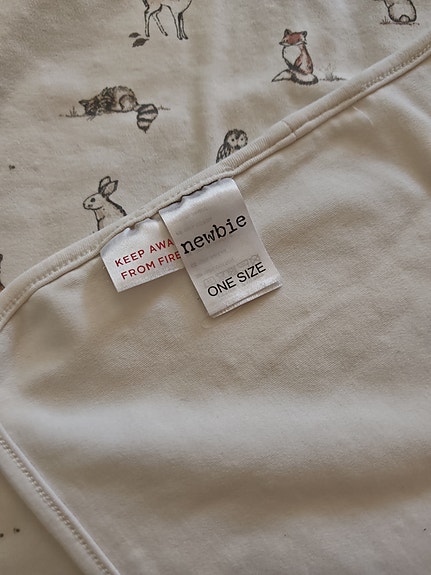 KEEP AWA
FROM FIRE
newbie
ONE SIZE